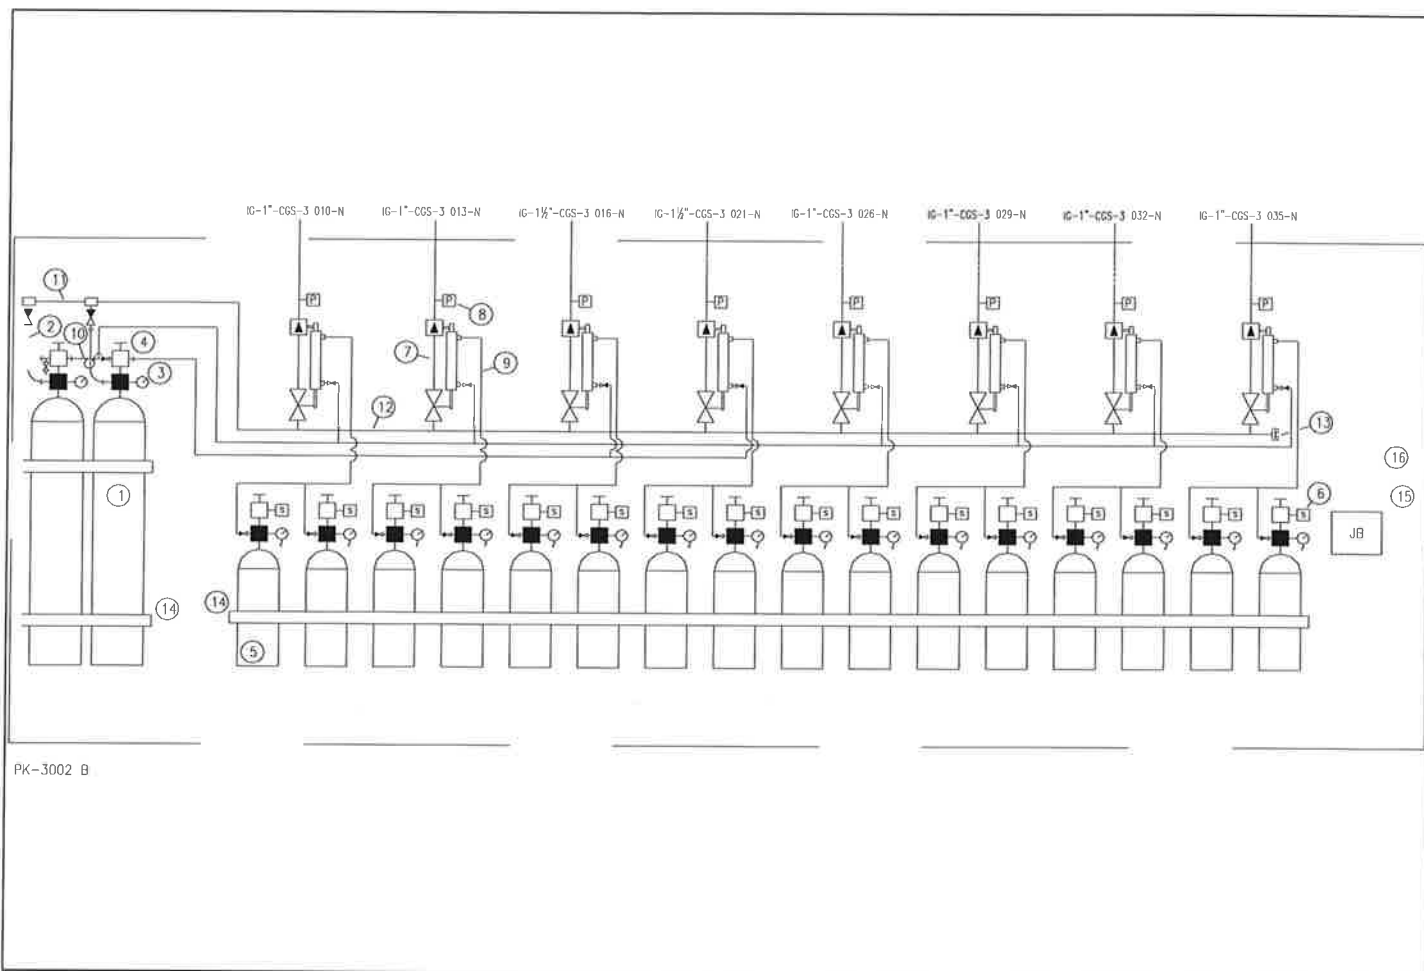 IG-1"-CGS-3 010-N
IG-1"-CGS-3 013-N
IG-1½"-CGS-3 016-N
IG-1½"-CGS-3 021-N
IG-1"-CGS-3 026-N
IG-1"-CGS-3 029-N
IG-1"-CGS-3 032-N
IG-1"-CGS-3 035-N
11
P P P P P P P P
8
2 10 4
7
9
3
12
13
16
1
15
6
S S S S S S S S S S S S S S S S
JB
14 14
5
PK-3002 B